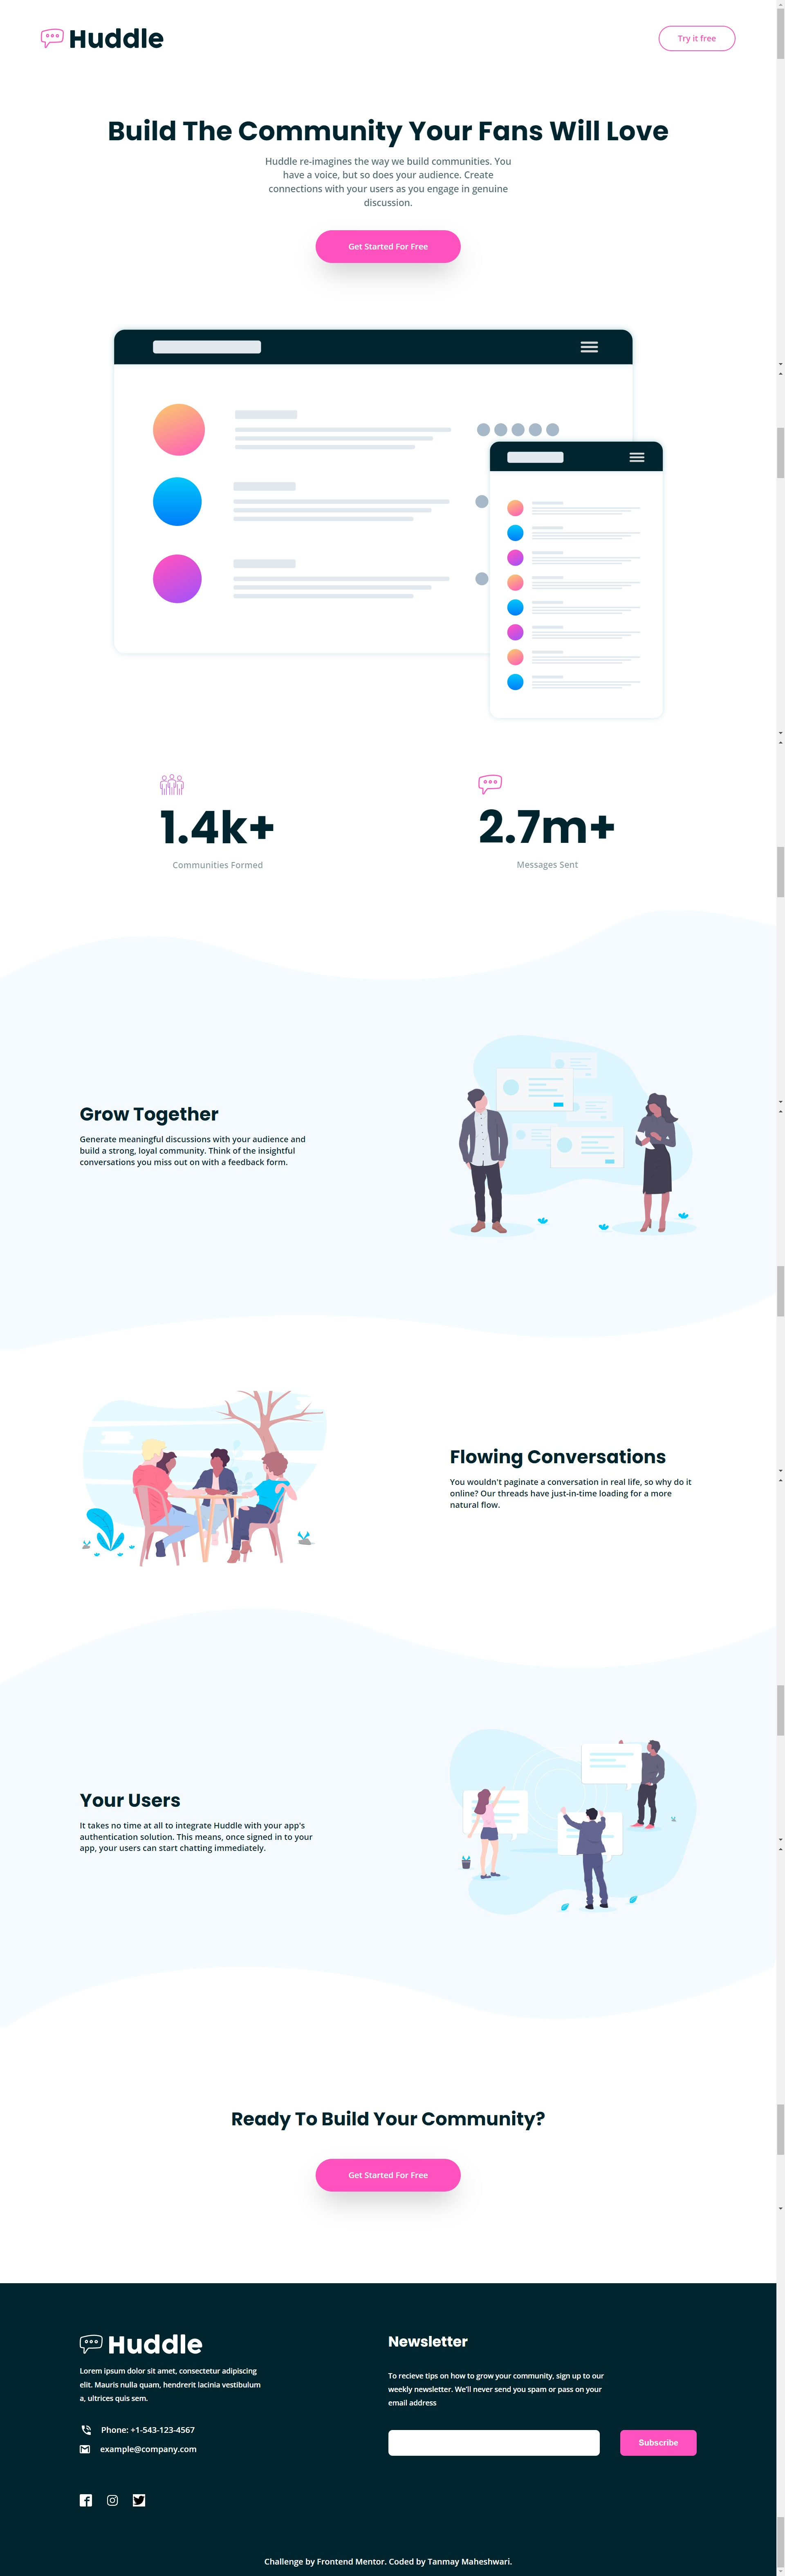 Huddle
Try it free
Build The Community Your Fans Will Love
Huddle re-imagines the way we build communities. You
have a voice, but so does your audience. Create
connections with your users as you engage in genuine
discussion.
Get Started For Free
1.4k+
Communities Formed
2.7m+
Messages Sent
Grow Together
Generate meaningful discussions with your audience and
build a strong, loyal community. Think of the insightful
conversations you miss out on with a feedback form.
Flowing Conversations
You wouldn't paginate a conversation in real life, so why do it
online? Our threads have just-in-time loading for a more
natural flow.
Your Users
It takes no time at all to integrate Huddle with your app's
authentication solution. This means, once signed in to your
app, your users can start chatting immediately.
Ready To Build Your Community?
Get Started For Free
Huddle
Lorem ipsum dolor sit amet, consectetur adipiscing
elit. Mauris nulla quam, hendrerit lacinia vestibulum
a, ultrices quis sem.
Phone: +1-543-123-4567
example@company.com
Newsletter
To recieve tips on how to grow your community, sign up to our
weekly newsletter. We'll never send you spam or pass on your
email address
Subscribe
Challenge by Frontend Mentor. Coded by Tanmay Maheshwari.